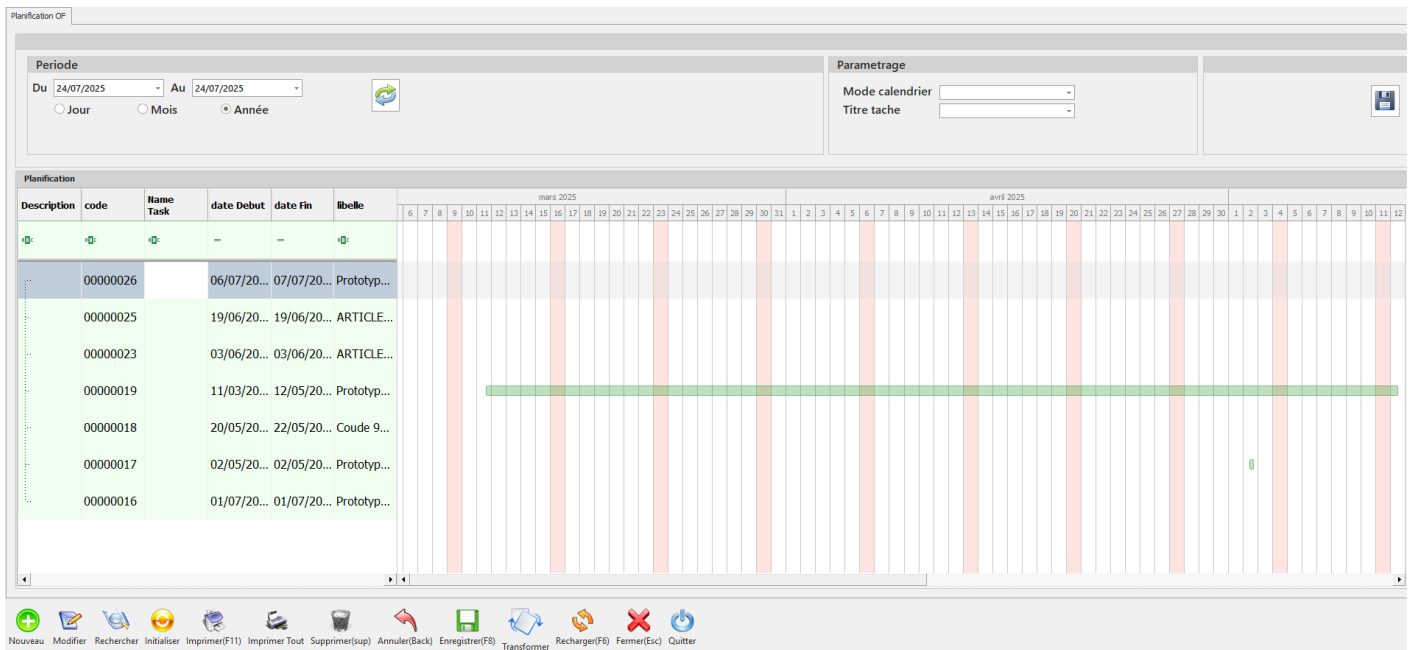 Planification OF
Periode
Parametrage
Du 24/07/2025 Au 24/07/2025
Mode calendrier
Jour Mois Année
Titre tache
Planification
Description code Name Task date Debut date Fin libelle
mars 2025 avril 2025
6 7 8 9 10 11 12 13 14 15 16 17 18 19 20 21 22 23 24 25 26 27 28 29 30 31 1 2 3 4 5 6 7 8 9 10 11 12 13 14 15 16 17 18 19 20 21 22 23 24 25 26 27 28 29 30 1 2 3 4 5 6 7 8 9 10 11 12
00000026 06/07/20... 07/07/20... Prototyp...
00000025 19/06/20... 19/06/20... ARTICLE...
00000023 03/06/20... 03/06/20... ARTICLE...
00000019 11/03/20... 12/05/20... Prototyp...
00000018 20/05/20... 22/05/20... Coude 9...
00000017 02/05/20... 02/05/20... Prototyp...
00000016 01/07/20... 01/07/20... Prototyp...
Nouveau Modifier Rechercher Initialiser Imprimer(F11) Imprimer Tout Supprimer(sup) Annuler(Back) Enregistrer(F8) Transformer Recharger(F6) Fermer(Esc) Quitter